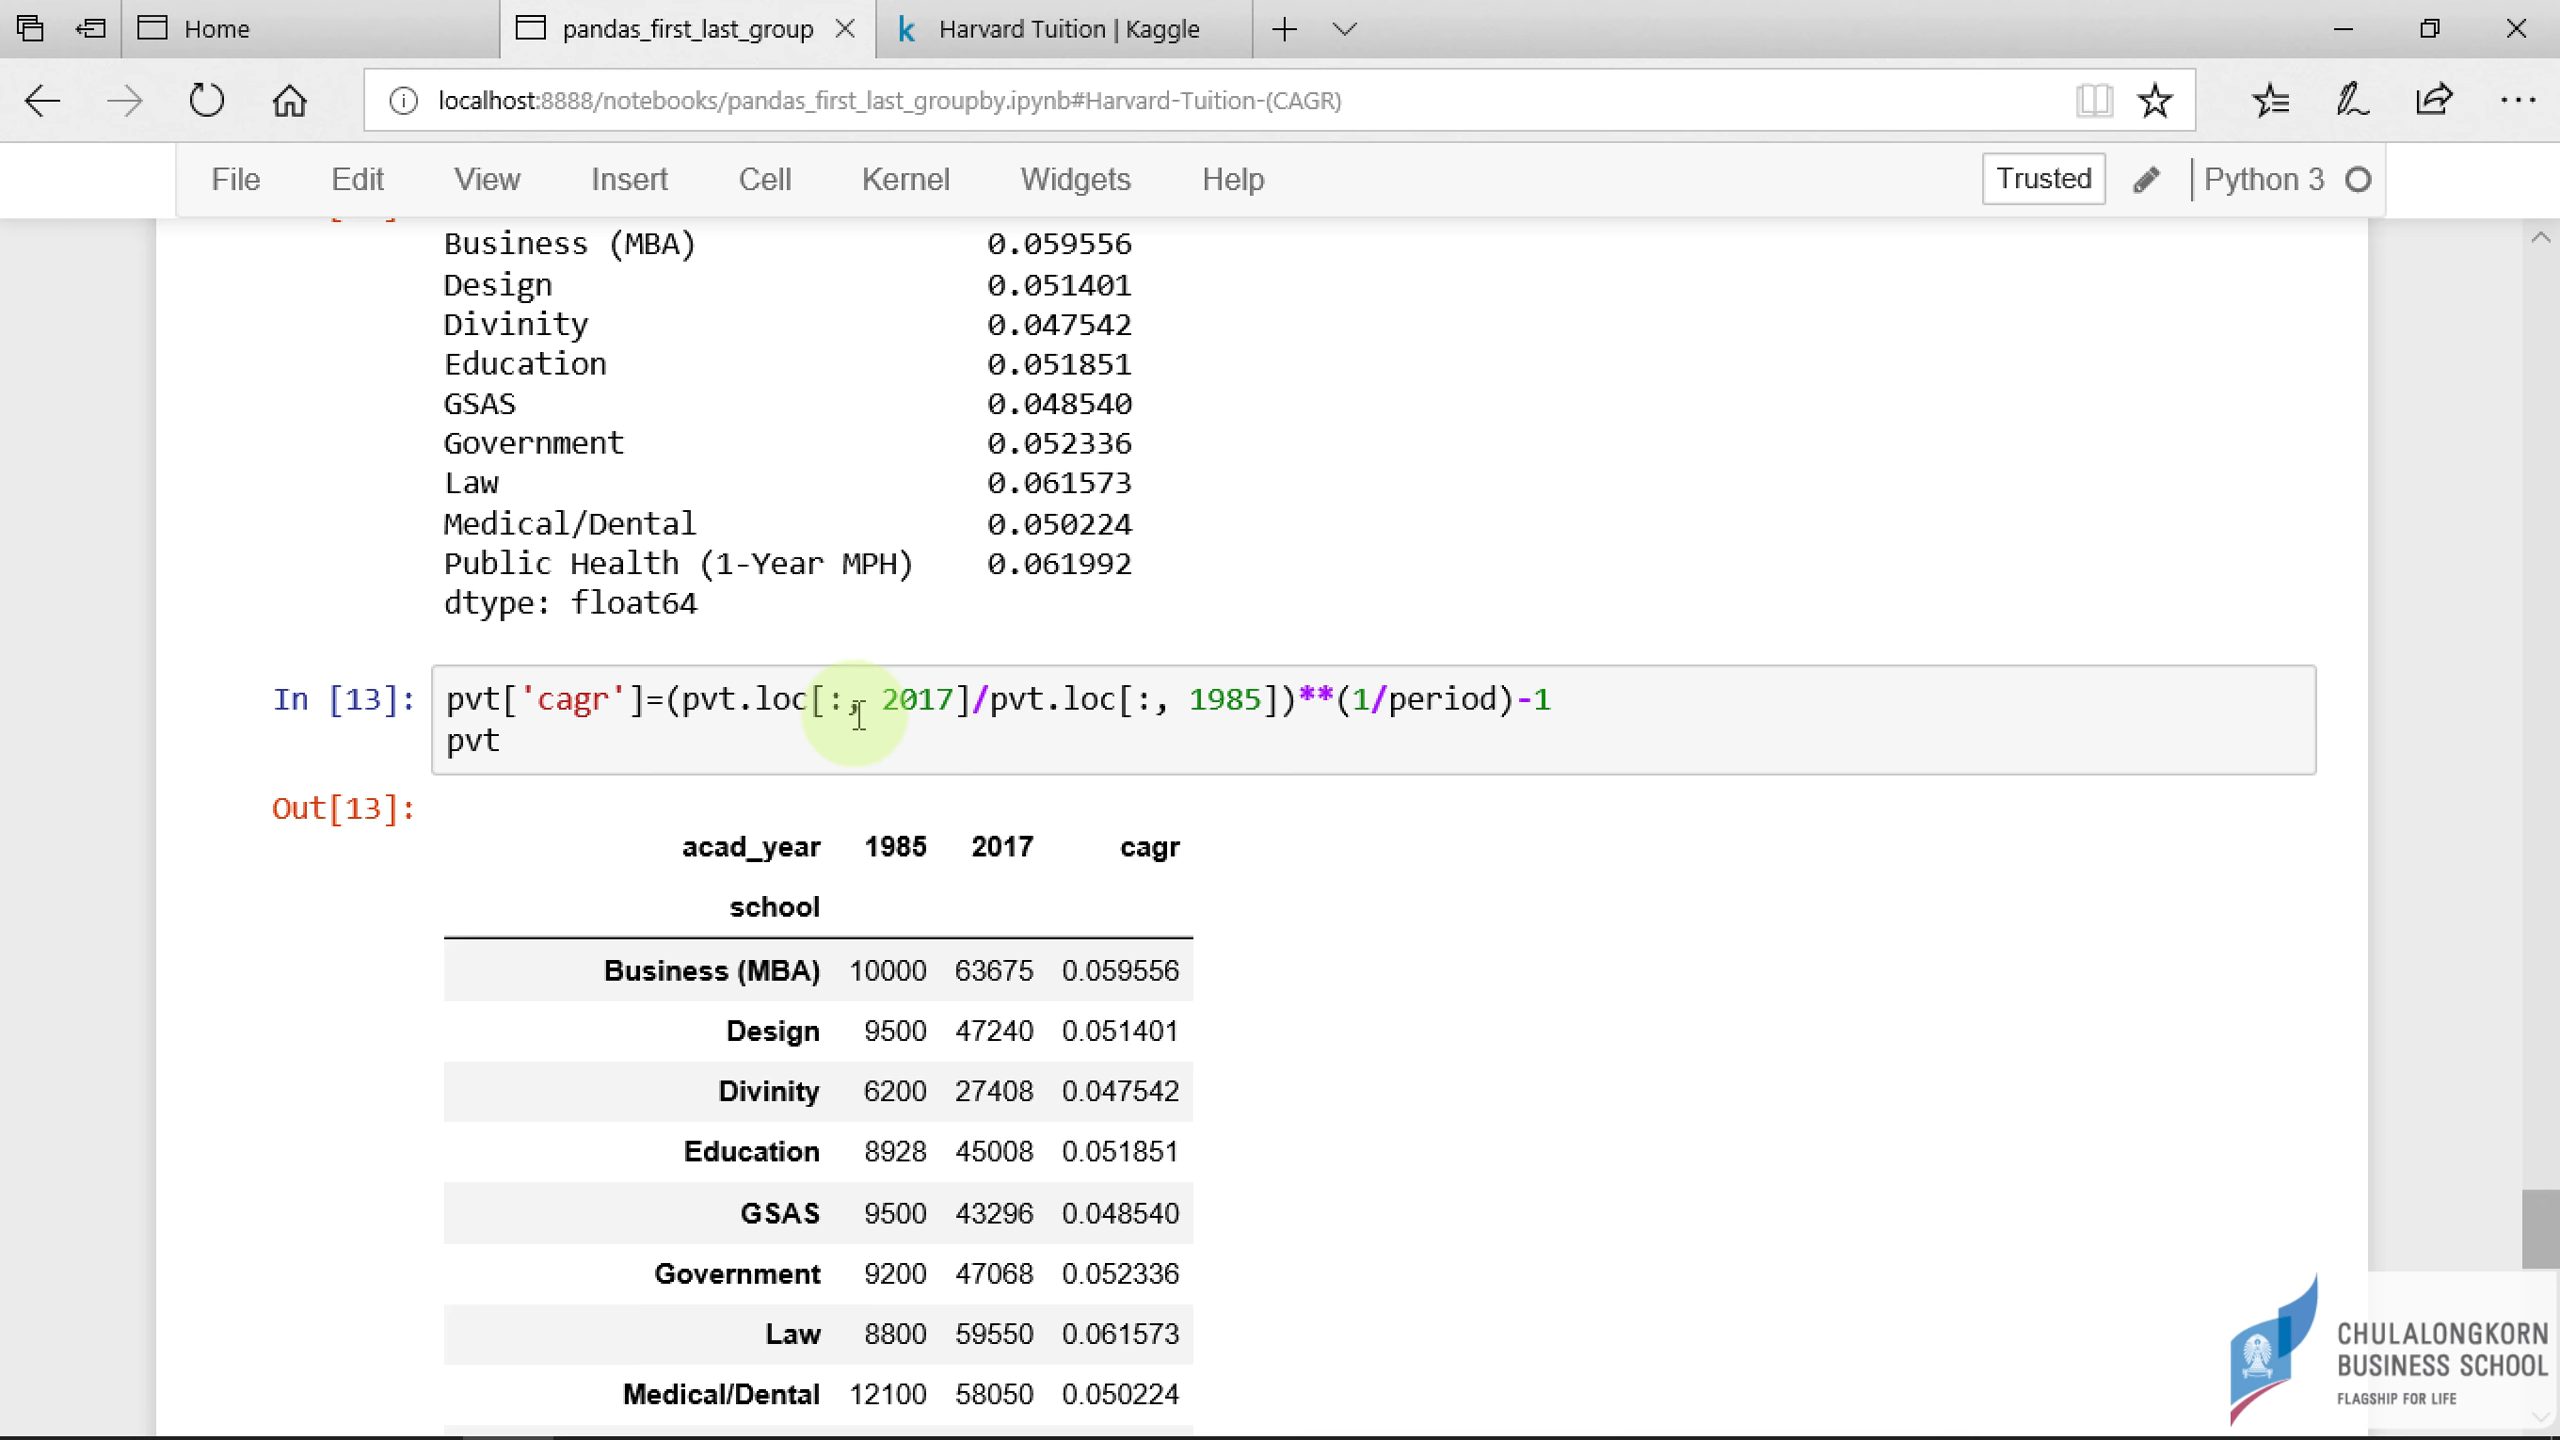 Home
pandas_first_last_group
Harvard Tuition | Kaggle
localhost:8888/notebooks/pandas_first_last_groupby.ipynb#Harvard-Tuition-(CAGR)
File Edit View Insert Cell Kernel Widgets Help Trusted Python 3
Business (MBA) 0.059556
Design 0.051401
Divinity 0.047542
Education 0.051851
GSAS 0.048540
Government 0.052336
Law 0.061573
Medical/Dental 0.050224
Public Health (1-Year MPH) 0.061992
dtype: float64
In [13]: pvt['cagr']=(pvt.loc[:, 2017]/pvt.loc[:, 1985])**(1/period)-1
pvt
Out[13]:
acad_year 1985 2017 cagr
school
Business (MBA) 10000 63675 0.059556
Design 9500 47240 0.051401
Divinity 6200 27408 0.047542
Education 8928 45008 0.051851
GSAS 9500 43296 0.048540
Government 9200 47068 0.052336
Law 8800 59550 0.061573
Medical/Dental 12100 58050 0.050224
CHULALONGKORN
BUSINESS SCHOOL
FLAGSHIP FOR LIFE